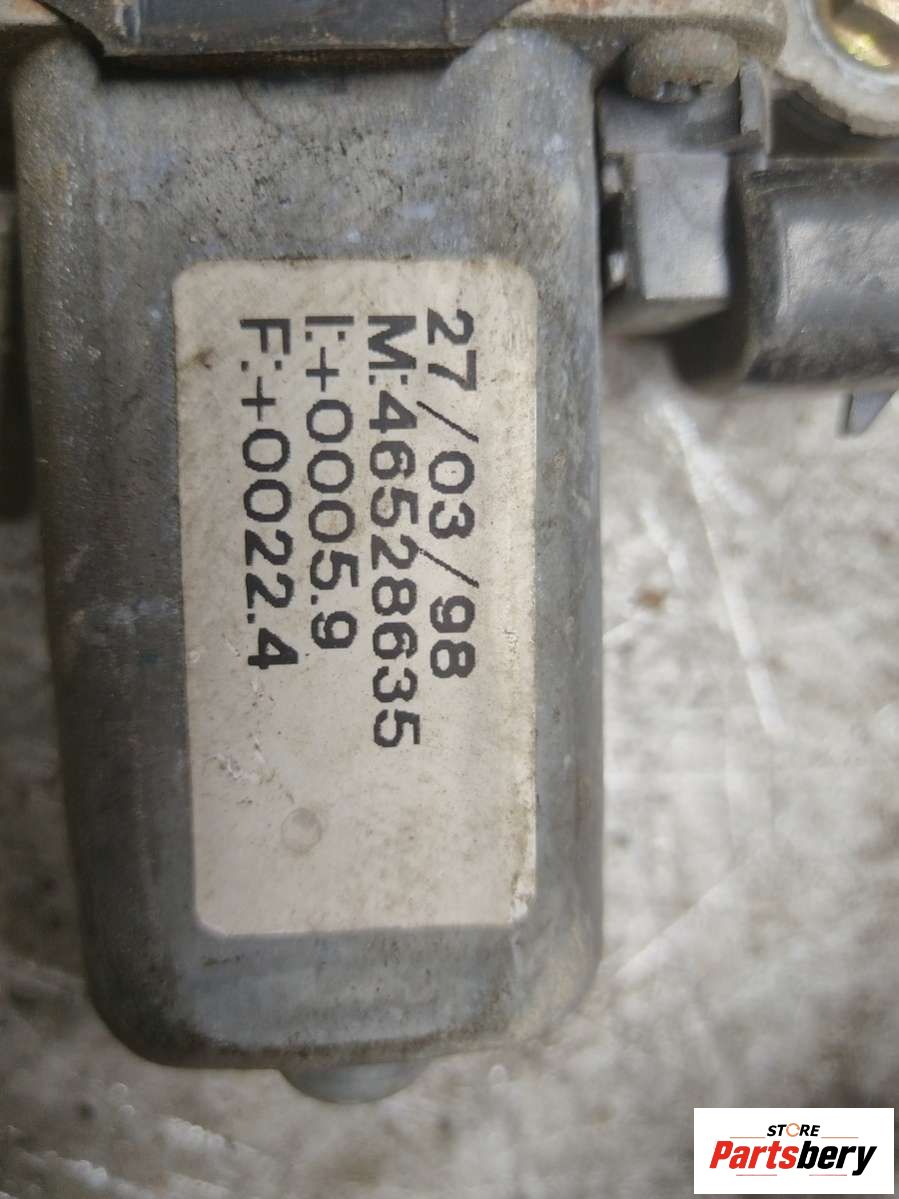 27/03/98
M:46528635
I:+0005.9
F:+0022.4
STORE
Partsbery